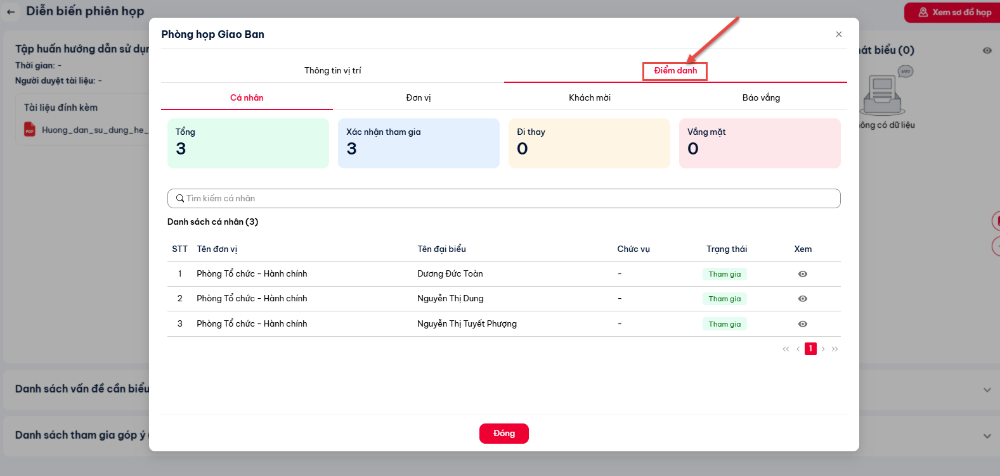 Diễn biến phiên họp
Xem sơ đồ họp
Phòng họp Giao Ban
Tập huấn hướng dẫn sử dụn
Thời gian: -
Người duyệt tài liệu: -
Tài liệu đính kèm
PDF Huong_dan_su_dung_he_
hát biểu (0)
ông có dữ liệu
Thông tin vị trí
Điểm danh
Cá nhân
Đơn vị
Khách mời
Báo vắng
Tổng
3
Xác nhận tham gia
3
Đi thay
0
Vắng mặt
0
Tìm kiếm cá nhân
Danh sách cá nhân (3)
STT Tên đơn vị Tên đại biểu Chức vụ Trạng thái Xem
1 Phòng Tổ chức - Hành chính Dương Đức Toàn - Tham gia
2 Phòng Tổ chức - Hành chính Nguyễn Thị Dung - Tham gia
3 Phòng Tổ chức - Hành chính Nguyễn Thị Tuyết Phượng - Tham gia
« ‹ 1 › »
Danh sách vấn đề cần biểu
Danh sách tham gia góp ý (
Đóng